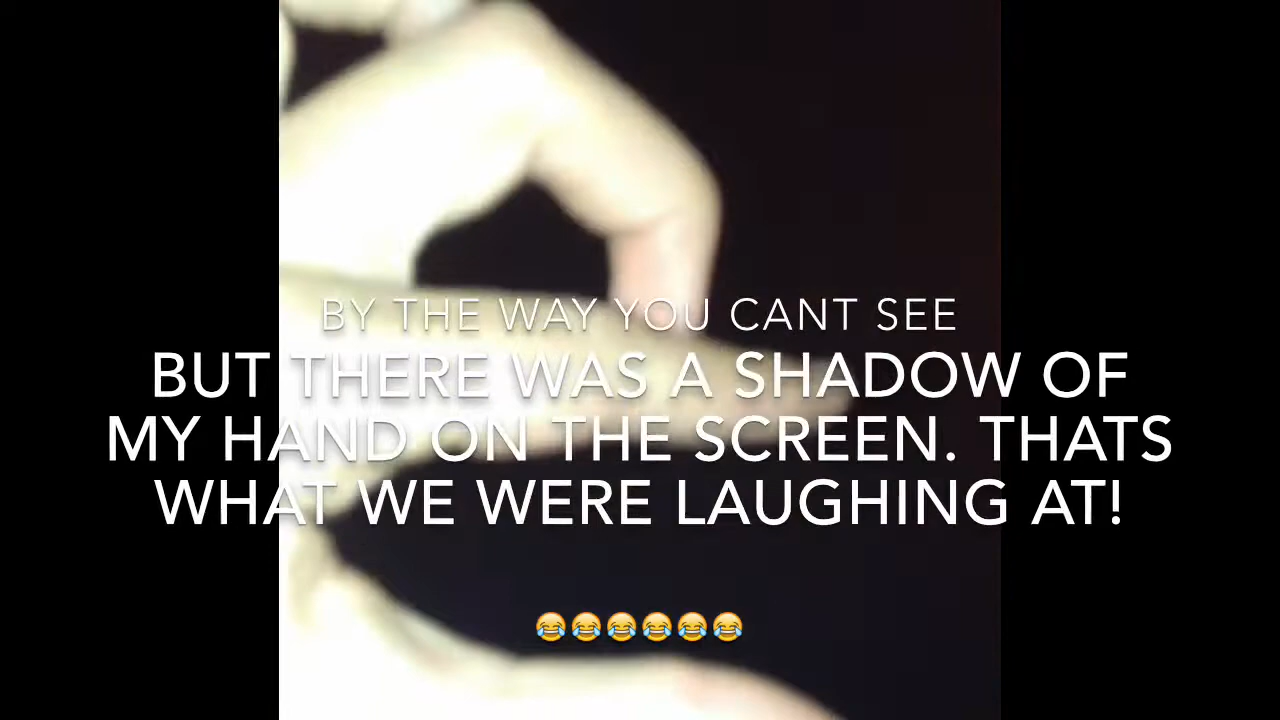 BY THE WAY YOU CANT SEE
BUT THERE WAS A SHADOW OF
MY HAND ON THE SCREEN. THATS
WHAT WE WERE LAUGHING AT!
😂😂😂😂😂😂